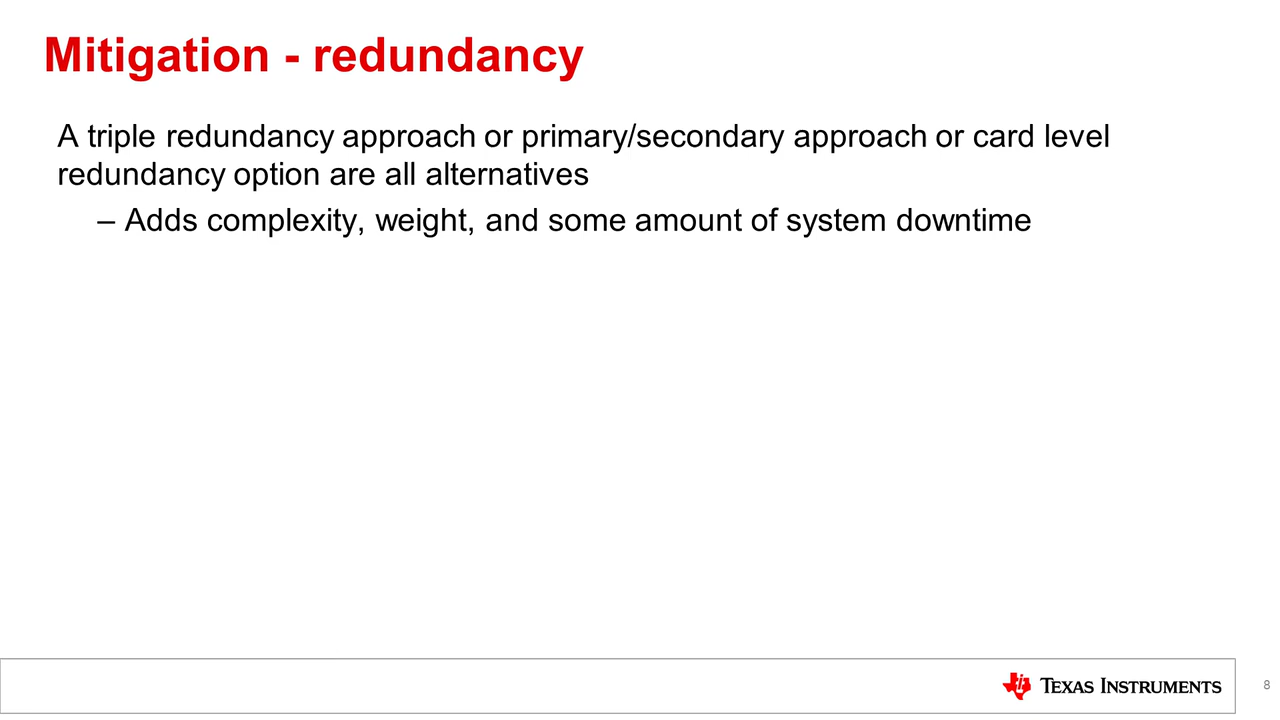 Mitigation - redundancy
A triple redundancy approach or primary/secondary approach or card level
redundancy option are all alternatives
– Adds complexity, weight, and some amount of system downtime
Texas Instruments
8